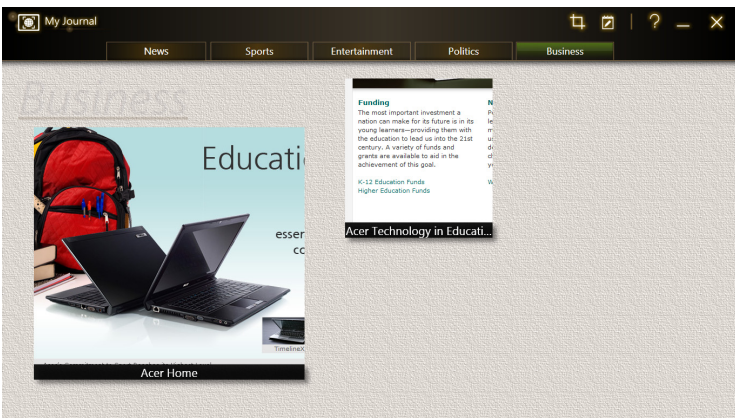 My Journal
?
News Sports Entertainment Politics Business
Business
Educati
esser
cc
TimelineX
Acer Home
Funding
The most important investment a
nation can make for its future is in its
young learners—providing them with
the education to lead us into the 21st
century. A variety of funds and
grants are available to aid in the
achievement of this goal.
K-12 Education Funds
Higher Education Funds
Acer Technology in Educati...